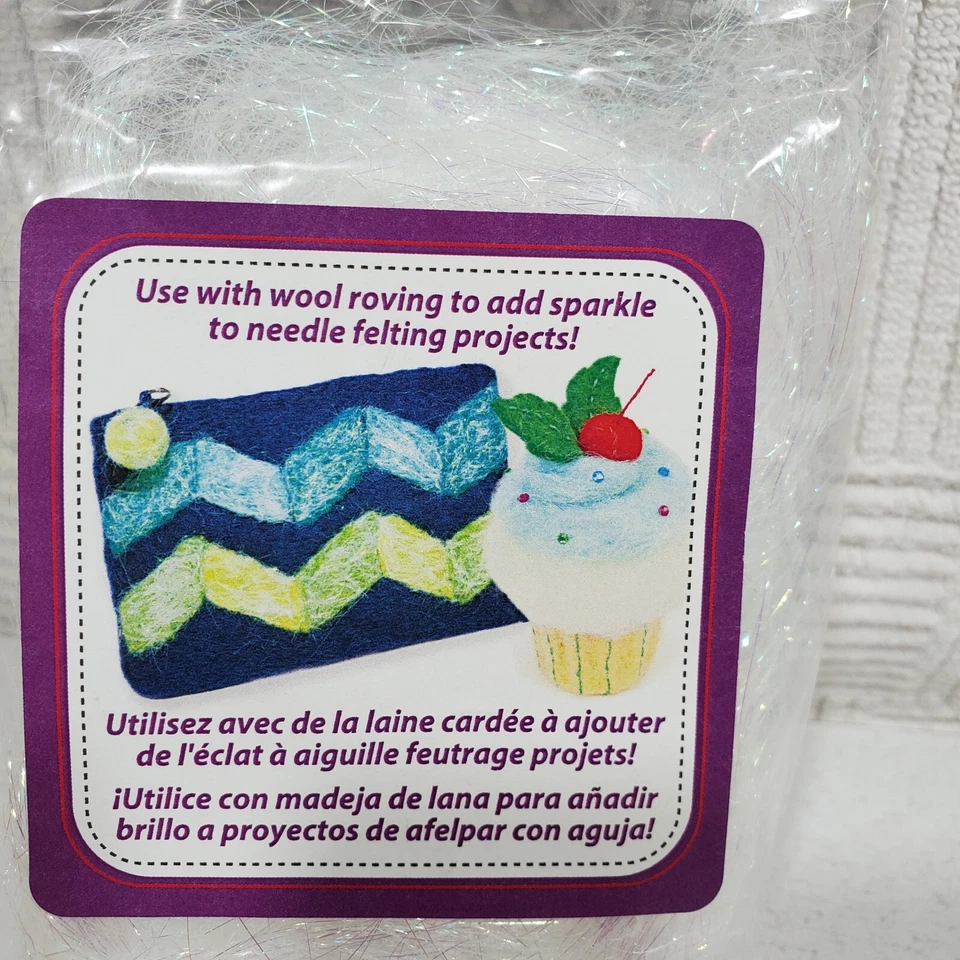 Use with wool roving to add sparkle
to needle felting projects!
Utilisez avec de la laine cardée à ajouter
de l'éclat à aiguille feutrage projets!
¡Utilice con madeja de lana para añadir
brillo a proyectos de afelpar con aguja!